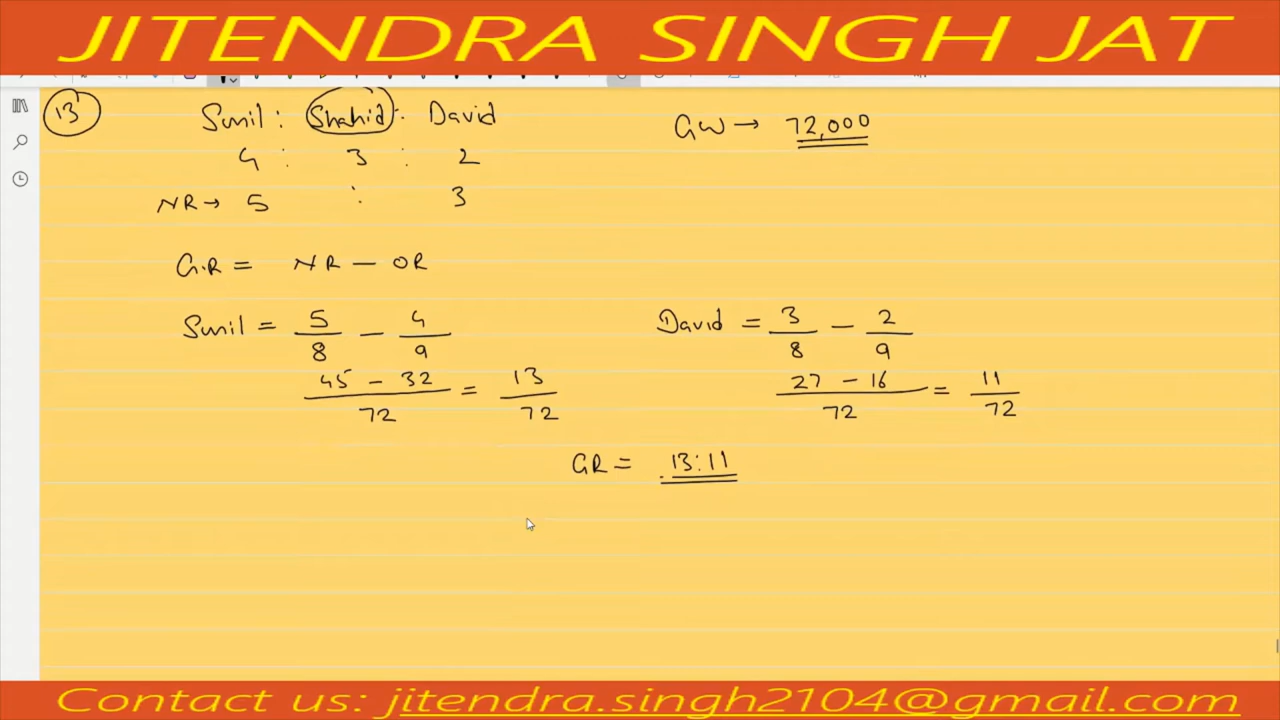 JITENDRA SINGH JAT
13 Sunil : Shahid : David GW → 72,000
4 : 3 : 2
NR → 5 : 3
G.R = NR - OR
Sunil = 5/8 - 4/9 David = 3/8 - 2/9
45 - 32 / 72 = 13/72 27 - 16 / 72 = 11/72
GR = 13:11
Contact us: jitendra.singh2104@gmail.com